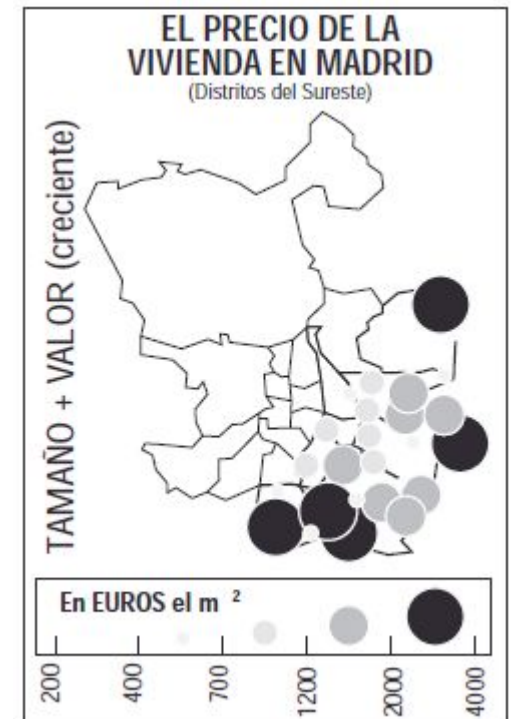 EL PRECIO DE LA
VIVIENDA EN MADRID
(Distritos del Sureste)
TAMAÑO + VALOR (creciente)
En EUROS el m ²
200
400
700
1200
2000
4000